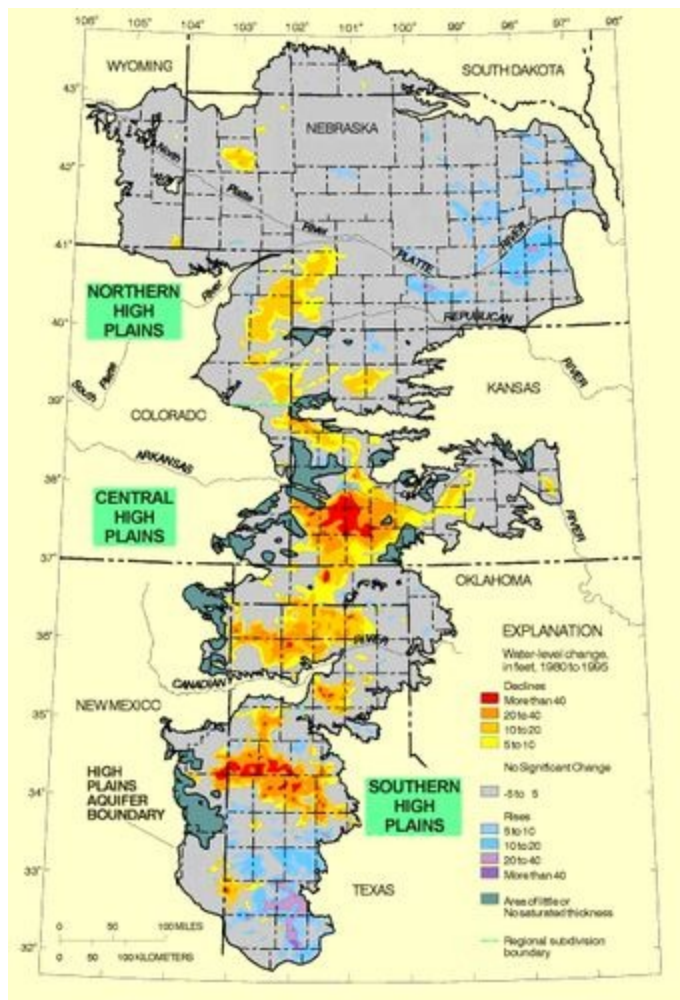 106° 105° 104° 103° 102° 101° 100° 99° 98° 97° 96°
WYOMING
SOUTH DAKOTA
43°
NEBRASKA
North
42°
Platte
River
PLATTE
RIVER
41°
NORTHERN
HIGH
PLAINS
River
REPUBLICAN
40°
RIVER
South Platte
KANSAS
39°
COLORADO
ARKANSAS
38°
CENTRAL
HIGH
PLAINS
RIVER
37°
OKLAHOMA
EXPLANATION
36°
RIVER
Water-level change,
in feet, 1980 to 1995
CANADIAN
Declines
More than 40
20 to 40
10 to 20
5 to 10
NEW MEXICO
35°
No Significant Change
-5 to 5
HIGH
PLAINS
AQUIFER
BOUNDARY
SOUTHERN
HIGH
PLAINS
34°
Rises
5 to 10
10 to 20
20 to 40
More than 40
33°
TEXAS
Area of little or
No saturated thickness
0 50 100 MILES
0 50 100 KILOMETERS
32°
Regional subdivision
boundary